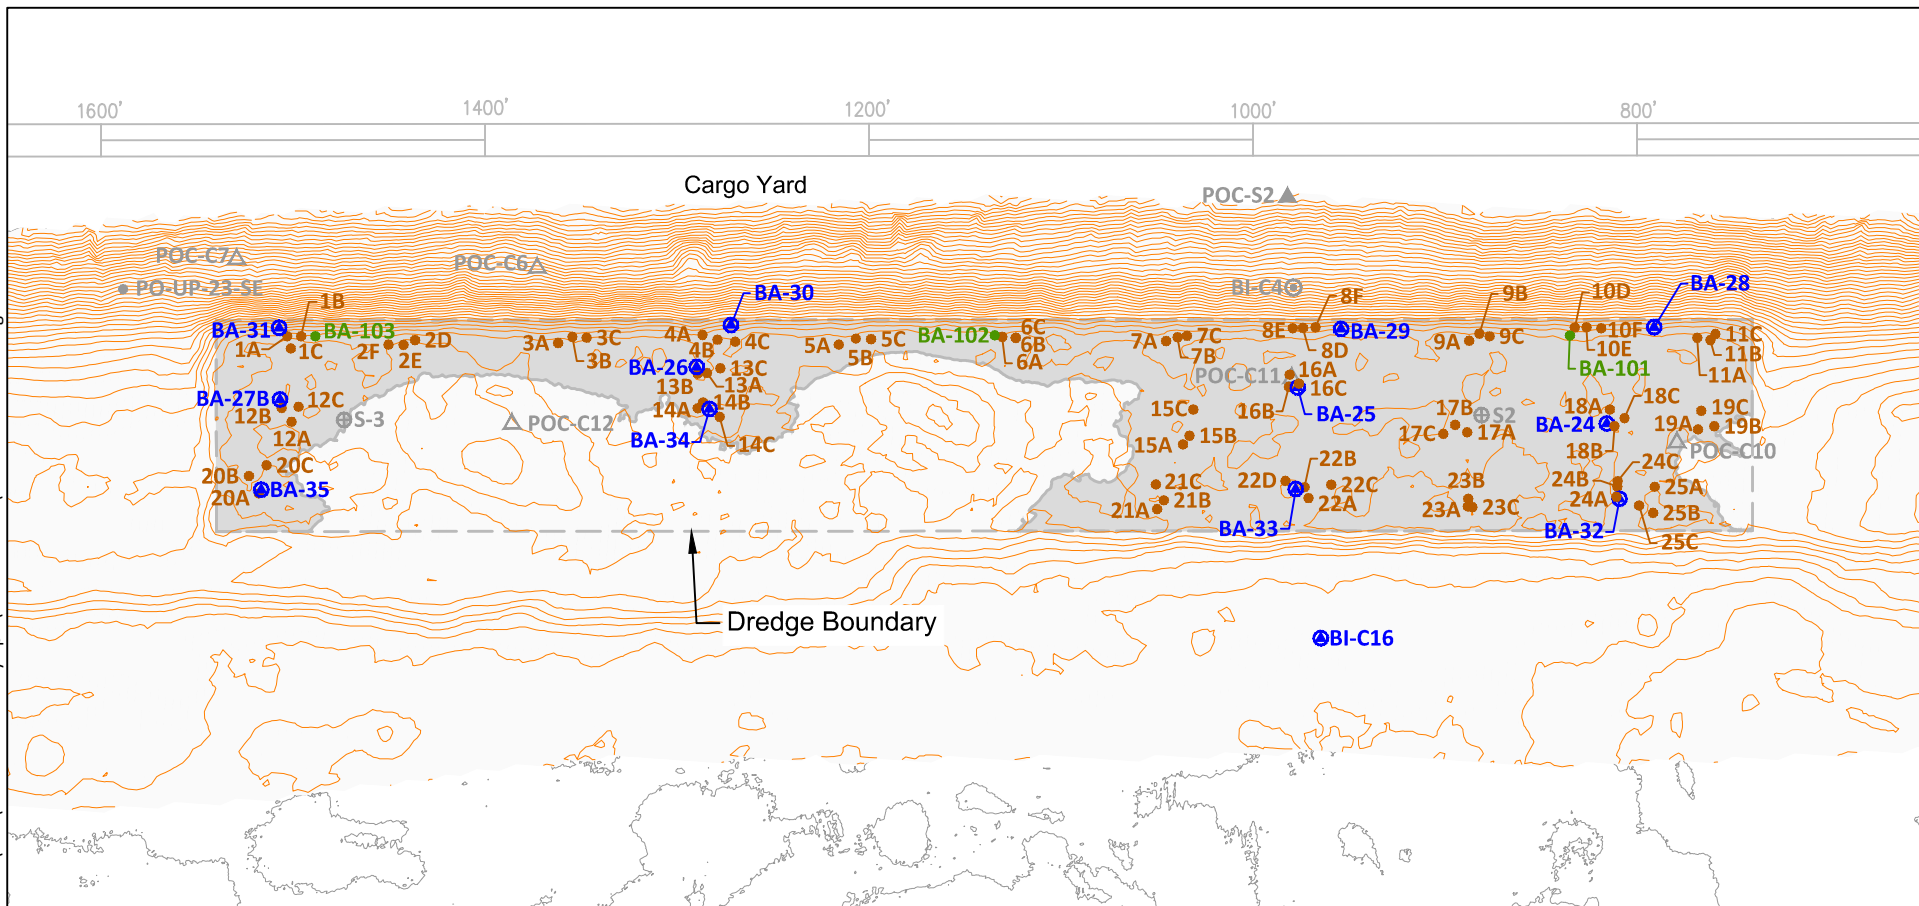 1600' 1400' 1200' 1000' 800'
Cargo Yard
POC-S2
POC-C7 POC-C6
PO-UP-23-SE BI-C4
BA-30 BA-28
1B 8F 9B 10D
BA-31 BA-103 BA-102 6C 8E BA-29 10F
1A 1C 2F 2E 2D 3A 3B 3C 4A 4B 4C 5A 5B 5C 6B 6A 7A 7B 7C 8D 9A 9C 10E 11C 11B 11A
BA-26 13C 13A 13B POC-C11 16A 16C BA-101
BA-27B 12C 12B 12A S-3 POC-C12 14A 14B 15C 16B BA-25 17B S2 18A 18C 19C
BA-34 14C 15A 15B 17C 17A BA-24 18B 19A 19B POC-C10
20C 20B 20A BA-35 21C 21B 21A 22D 22B 22C 22A 23B 23A 23C 24C 24B 24A 25A 25B
BA-33 BA-32 25C
Dredge Boundary
BI-C16